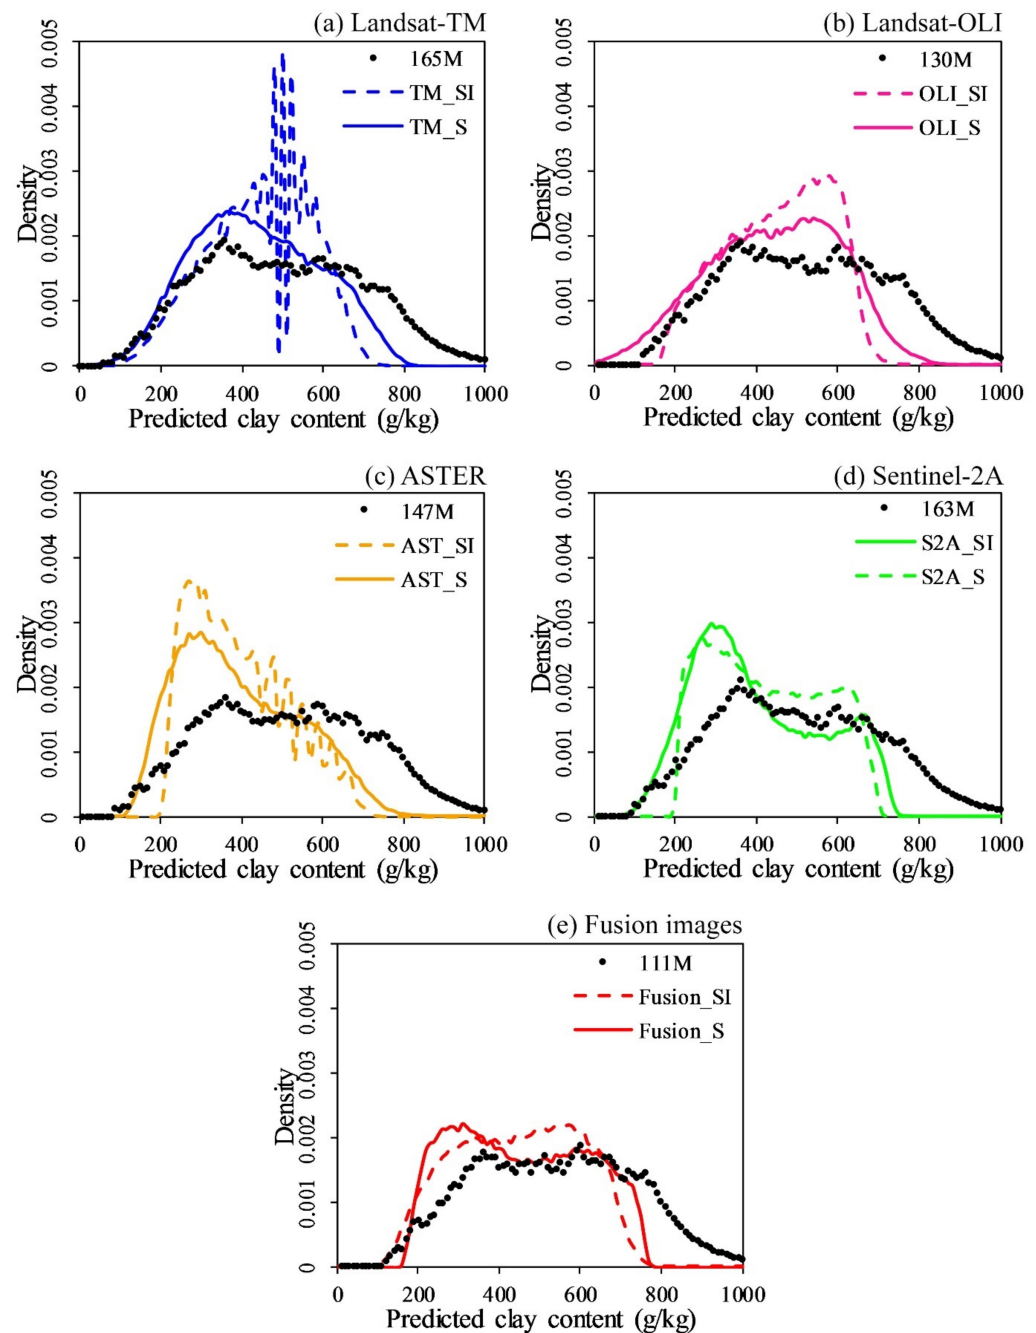 (a) Landsat-TM
0.005
0.004
0.003
0.002
0.001
0
Density
165M
TM_SI
TM_S
0 200 400 600 800 1000
Predicted clay content (g/kg)
(b) Landsat-OLI
0.005
0.004
0.003
0.002
0.001
0
Density
130M
OLI_SI
OLI_S
0 200 400 600 800 1000
Predicted clay content (g/kg)
(c) ASTER
0.005
0.004
0.003
0.002
0.001
0
Density
147M
AST_SI
AST_S
0 200 400 600 800 1000
Predicted clay content (g/kg)
(d) Sentinel-2A
0.005
0.004
0.003
0.002
0.001
0
Density
163M
S2A_SI
S2A_S
0 200 400 600 800 1000
Predicted clay content (g/kg)
(e) Fusion images
0.005
0.004
0.003
0.002
0.001
0
Density
111M
Fusion_SI
Fusion_S
0 200 400 600 800 1000
Predicted clay content (g/kg)